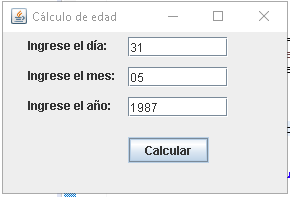 Cálculo de edad
Ingrese el día: 31
Ingrese el mes: 05
Ingrese el año: 1987
Calcular